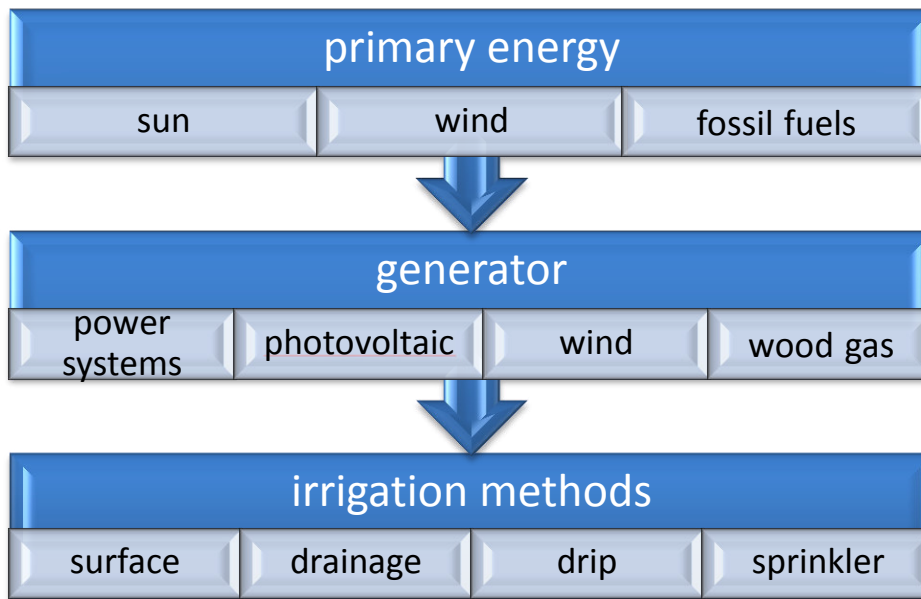 primary energy
sun wind fossil fuels
generator
power systems photovoltaic wind wood gas
irrigation methods
surface drainage drip sprinkler